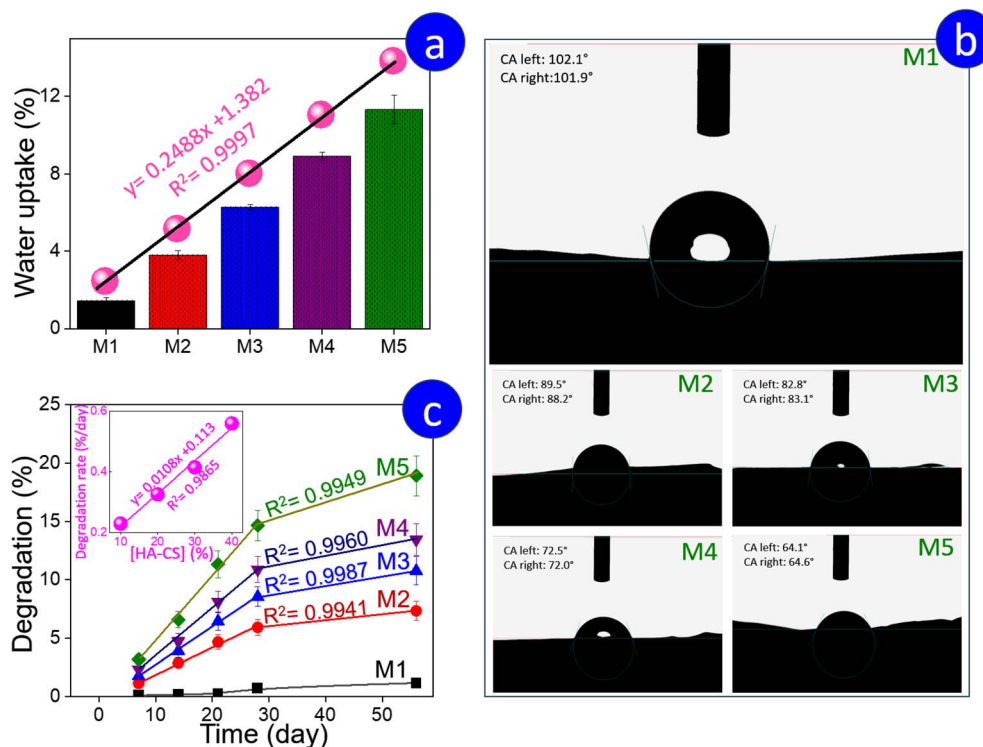 a
Water uptake (%)
12
8
4
0
y= 0.2488x +1.382
R²= 0.9997
M1 M2 M3 M4 M5
b
CA left: 102.1°
CA right:101.9°
M1
CA left: 89.5°
CA right: 88.2°
M2
CA left: 82.8°
CA right: 83.1°
M3
CA left: 72.5°
CA right: 72.0°
M4
CA left: 64.1°
CA right: 64.6°
M5
c
Degradation (%)
25
20
15
10
5
0
Degradation rate (%/day)
0.6
0.4
0.2
y= 0.0108x +0.113
R²= 0.9865
10 20 30 40
[HA-CS] (%)
M5
R²= 0.9949
M4
R²= 0.9960
M3
R²= 0.9987
M2
R²= 0.9941
M1
0 10 20 30 40 50
Time (day)